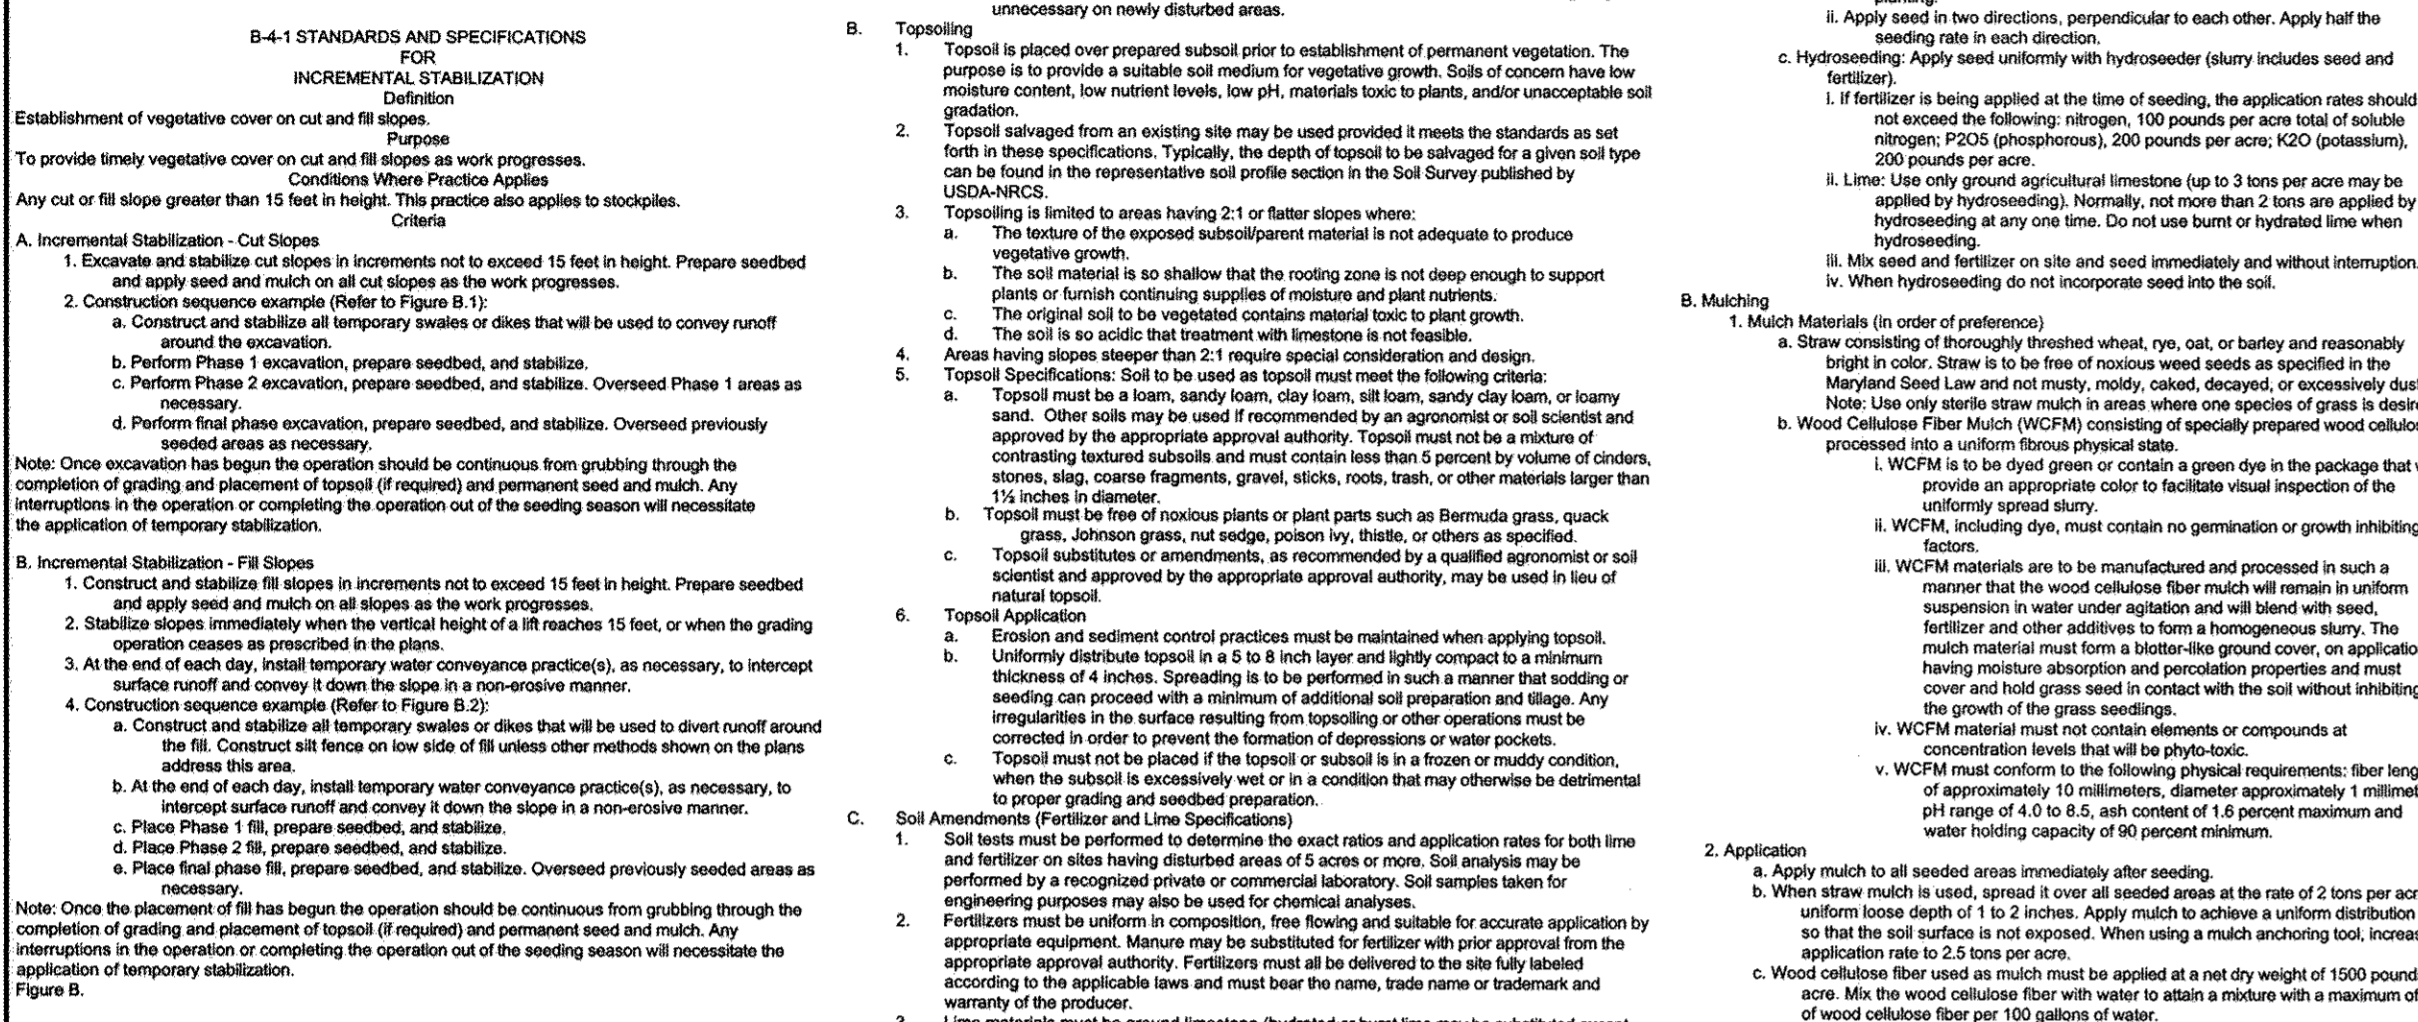 B-4-1 STANDARDS AND SPECIFICATIONS
FOR
INCREMENTAL STABILIZATION
Definition
Establishment of vegetative cover on cut and fill slopes.
Purpose
To provide timely vegetative cover on cut and fill slopes as work progresses.
Conditions Where Practice Applies
Any cut or fill slope greater than 15 feet in height. This practice also applies to stockpiles.
Criteria
A. Incremental Stabilization - Cut Slopes
1. Excavate and stabilize cut slopes in increments not to exceed 15 feet in height. Prepare seedbed
and apply seed and mulch on all cut slopes as the work progresses.
2. Construction sequence example (Refer to Figure B.1):
a. Construct and stabilize all temporary swales or dikes that will be used to convey runoff
around the excavation.
b. Perform Phase 1 excavation, prepare seedbed, and stabilize.
c. Perform Phase 2 excavation, prepare seedbed, and stabilize. Overseed Phase 1 areas as
necessary.
d. Perform final phase excavation, prepare seedbed, and stabilize. Overseed previously
seeded areas as necessary.
Note: Once excavation has begun the operation should be continuous from grubbing through the
completion of grading and placement of topsoil (if required) and permanent seed and mulch. Any
interruptions in the operation or completing the operation out of the seeding season will necessitate
the application of temporary stabilization.
B. Incremental Stabilization - Fill Slopes
1. Construct and stabilize fill slopes in increments not to exceed 15 feet in height. Prepare seedbed
and apply seed and mulch on all slopes as the work progresses.
2. Stabilize slopes immediately when the vertical height of a lift reaches 15 feet, or when the grading
operation ceases as prescribed in the plans.
3. At the end of each day, install temporary water conveyance practice(s), as necessary, to intercept
surface runoff and convey it down the slope in a non-erosive manner.
4. Construction sequence example (Refer to Figure B.2):
a. Construct and stabilize all temporary swales or dikes that will be used to divert runoff around
the fill. Construct silt fence on low side of fill unless other methods shown on the plans
address this area.
b. At the end of each day, install temporary water conveyance practice(s), as necessary, to
intercept surface runoff and convey it down the slope in a non-erosive manner.
c. Place Phase 1 fill, prepare seedbed, and stabilize.
d. Place Phase 2 fill, prepare seedbed, and stabilize.
e. Place final phase fill, prepare seedbed, and stabilize. Overseed previously seeded areas as
necessary.
Note: Once the placement of fill has begun the operation should be continuous from grubbing through the
completion of grading and placement of topsoil (if required) and permanent seed and mulch. Any
interruptions in the operation or completing the operation out of the seeding season will necessitate the
application of temporary stabilization.
Figure B.
unnecessary on newly disturbed areas.
B. Topsoiling
1. Topsoil is placed over prepared subsoil prior to establishment of permanent vegetation. The
purpose is to provide a suitable soil medium for vegetative growth. Soils of concern have low
moisture content, low nutrient levels, low pH, materials toxic to plants, and/or unacceptable soil
gradation.
2. Topsoil salvaged from an existing site may be used provided it meets the standards as set
forth in these specifications. Typically, the depth of topsoil to be salvaged for a given soil type
can be found in the representative soil profile section in the Soil Survey published by
USDA-NRCS.
3. Topsoiling is limited to areas having 2:1 or flatter slopes where:
a. The texture of the exposed subsoil/parent material is not adequate to produce
vegetative growth.
b. The soil material is so shallow that the rooting zone is not deep enough to support
plants or furnish continuing supplies of moisture and plant nutrients.
c. The original soil to be vegetated contains material toxic to plant growth.
d. The soil is so acidic that treatment with limestone is not feasible.
4. Areas having slopes steeper than 2:1 require special consideration and design.
5. Topsoil Specifications: Soil to be used as topsoil must meet the following criteria:
a. Topsoil must be a loam, sandy loam, clay loam, silt loam, sandy clay loam, or loamy
sand. Other soils may be used if recommended by an agronomist or soil scientist and
approved by the appropriate approval authority. Topsoil must not be a mixture of
contrasting textured subsoils and must contain less than 5 percent by volume of cinders,
stones, slag, coarse fragments, gravel, sticks, roots, trash, or other materials larger than
1½ inches in diameter.
b. Topsoil must be free of noxious plants or plant parts such as Bermuda grass, quack
grass, Johnson grass, nut sedge, poison ivy, thistle, or others as specified.
c. Topsoil substitutes or amendments, as recommended by a qualified agronomist or soil
scientist and approved by the appropriate approval authority, may be used in lieu of
natural topsoil.
6. Topsoil Application
a. Erosion and sediment control practices must be maintained when applying topsoil.
b. Uniformly distribute topsoil in a 5 to 8 inch layer and lightly compact to a minimum
thickness of 4 inches. Spreading is to be performed in such a manner that sodding or
seeding can proceed with a minimum of additional soil preparation and tillage. Any
irregularities in the surface resulting from topsoiling or other operations must be
corrected in order to prevent the formation of depressions or water pockets.
c. Topsoil must not be placed if the topsoil or subsoil is in a frozen or muddy condition,
when the subsoil is excessively wet or in a condition that may otherwise be detrimental
to proper grading and seedbed preparation.
C. Soil Amendments (Fertilizer and Lime Specifications)
1. Soil tests must be performed to determine the exact ratios and application rates for both lime
and fertilizer on sites having disturbed areas of 5 acres or more. Soil analysis may be
performed by a recognized private or commercial laboratory. Soil samples taken for
engineering purposes may also be used for chemical analyses.
2. Fertilizers must be uniform in composition, free flowing and suitable for accurate application by
appropriate equipment. Manure may be substituted for fertilizer with prior approval from the
appropriate approval authority. Fertilizers must all be delivered to the site fully labeled
according to the applicable laws and must bear the name, trade name or trademark and
warranty of the producer.
ii. Apply seed in two directions, perpendicular to each other. Apply half the
seeding rate in each direction.
c. Hydroseeding: Apply seed uniformly with hydroseeder (slurry includes seed and
fertilizer).
i. If fertilizer is being applied at the time of seeding, the application rates should
not exceed the following: nitrogen, 100 pounds per acre total of soluble
nitrogen; P2O5 (phosphorous), 200 pounds per acre; K2O (potassium),
200 pounds per acre.
ii. Lime: Use only ground agricultural limestone (up to 3 tons per acre may be
applied by hydroseeding). Normally, not more than 2 tons are applied by
hydroseeding at any one time. Do not use burnt or hydrated lime when
hydroseeding.
iii. Mix seed and fertilizer on site and seed immediately and without interruption.
iv. When hydroseeding do not incorporate seed into the soil.
B. Mulching
1. Mulch Materials (in order of preference)
a. Straw consisting of thoroughly threshed wheat, rye, oat, or barley and reasonably
bright in color. Straw is to be free of noxious weed seeds as specified in the
Maryland Seed Law and not musty, moldy, caked, decayed, or excessively
Note: Use only sterile straw mulch in areas where one species of grass is
b. Wood Cellulose Fiber Mulch (WCFM) consisting of specially prepared wood
processed into a uniform fibrous physical state.
i. WCFM is to be dyed green or contain a green dye in the package that
provide an appropriate color to facilitate visual inspection of the
uniformly spread slurry.
ii. WCFM, including dye, must contain no germination or growth inhibiting
factors.
iii. WCFM materials are to be manufactured and processed in such a
manner that the wood cellulose fiber mulch will remain in uniform
suspension in water under agitation and will blend with seed,
fertilizer and other additives to form a homogeneous slurry. The
mulch material must form a blotter-like ground cover, on
having moisture absorption and percolation properties and must
cover and hold grass seed in contact with the soil without inhibiting
the growth of the grass seedlings.
iv. WCFM material must not contain elements or compounds at
concentration levels that will be phyto-toxic.
v. WCFM must conform to the following physical requirements: fiber
of approximately 10 millimeters, diameter approximately 1
pH range of 4.0 to 8.5, ash content of 1.6 percent maximum and
water holding capacity of 90 percent minimum.
2. Application
a. Apply mulch to all seeded areas immediately after seeding.
b. When straw mulch is used, spread it over all seeded areas at the rate of 2 tons per
uniform loose depth of 1 to 2 inches. Apply mulch to achieve a uniform distribution
so that the soil surface is not exposed. When using a mulch anchoring tool,
application rate to 2.5 tons per acre.
c. Wood cellulose fiber used as mulch must be applied at a net dry weight of 1500
acre. Mix the wood cellulose fiber with water to attain a mixture with a maximum of
of wood cellulose fiber per 100 gallons of water.